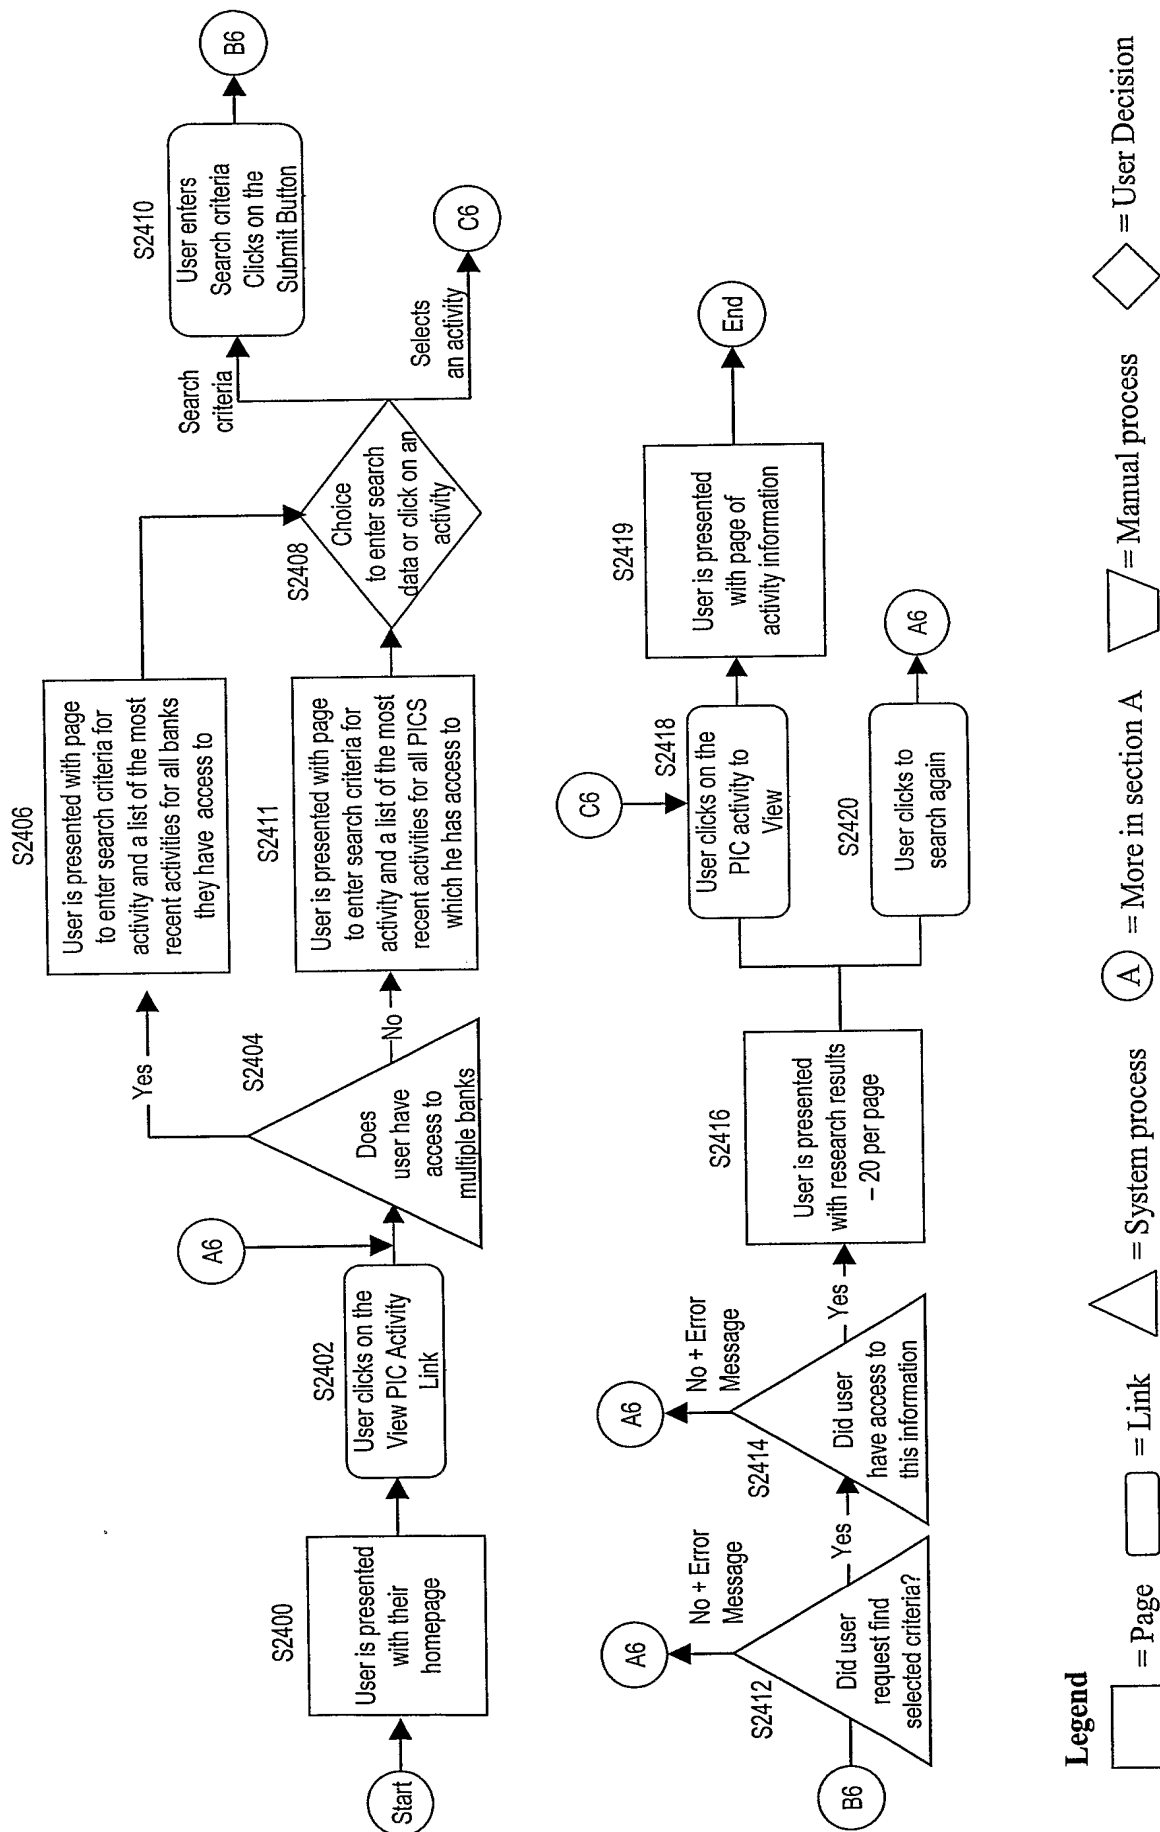 Start
S2400
User is presented
with their
homepage
S2402
User clicks on the
View PIC Activity
Link
A6
S2404
Does
user have
access to
multiple banks
Yes
No
S2406
User is presented with page
to enter search criteria for
activity and a list of the most
recent activities for all banks
they have access to
S2411
User is presented with page
to enter search criteria for
activity and a list of the most
recent activities for all PICS
which he has access to
S2408
Choice
to enter search
data or click on an
activity
Search
criteria
S2410
User enters
Search criteria
Clicks on the
Submit Button
B6
Selects
an activity
C6
B6
S2412
Did user
request find
selected criteria?
No + Error
Message
A6
Yes
S2414
Did user
have access to
this information
No + Error
Message
A6
Yes
S2416
User is presented
with research results
– 20 per page
C6
S2418
User clicks on the
PIC activity to
View
S2419
User is presented
with page of
activity information
End
S2420
User clicks to
search again
A6
Legend
= Page
= Link
= System process
A
= More in section A
= Manual process
= User Decision